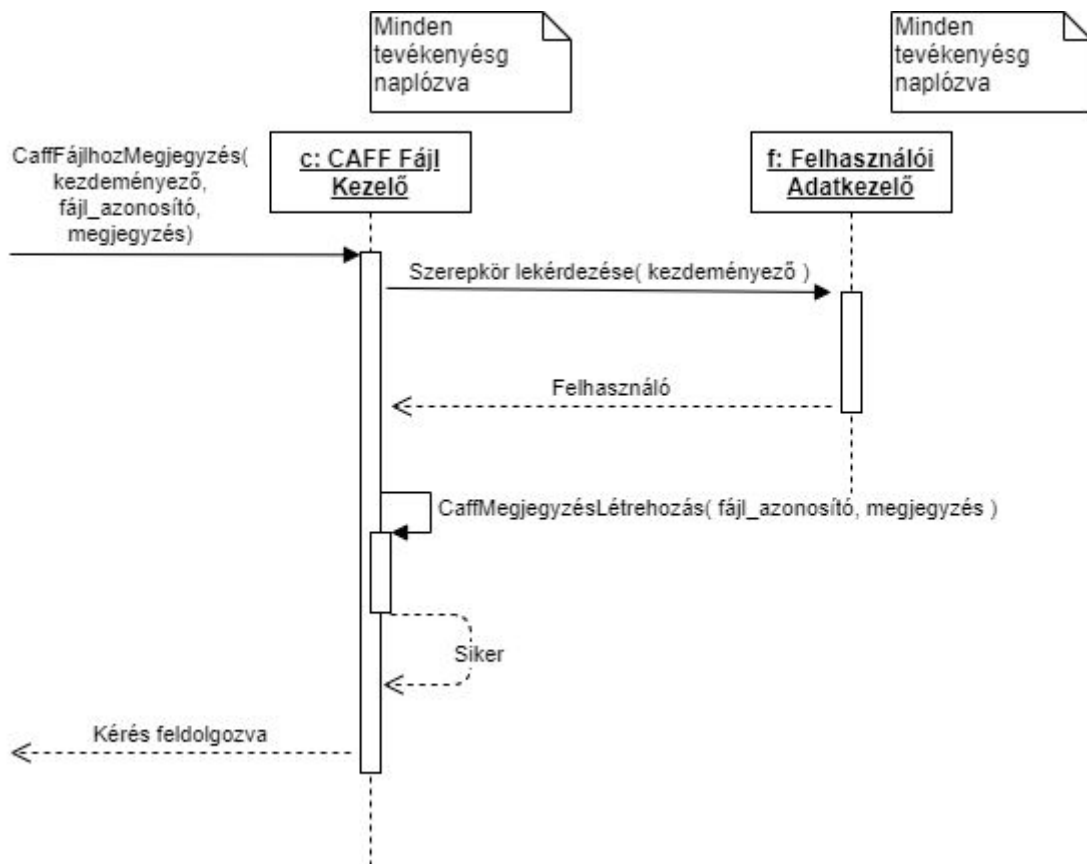 Minden
tevékenyésg
naplózva
Minden
tevékenyésg
naplózva
CaffFájlhozMegjegyzés(
kezdeményező,
fájl_azonosító,
megjegyzés)
c: CAFF Fájl
Kezelő
f: Felhasználói
Adatkezelő
Szerepkör lekérdezése( kezdeményező )
Felhasználó
CaffMegjegyzésLétrehozás( fájl_azonosító, megjegyzés )
Siker
Kérés feldolgozva